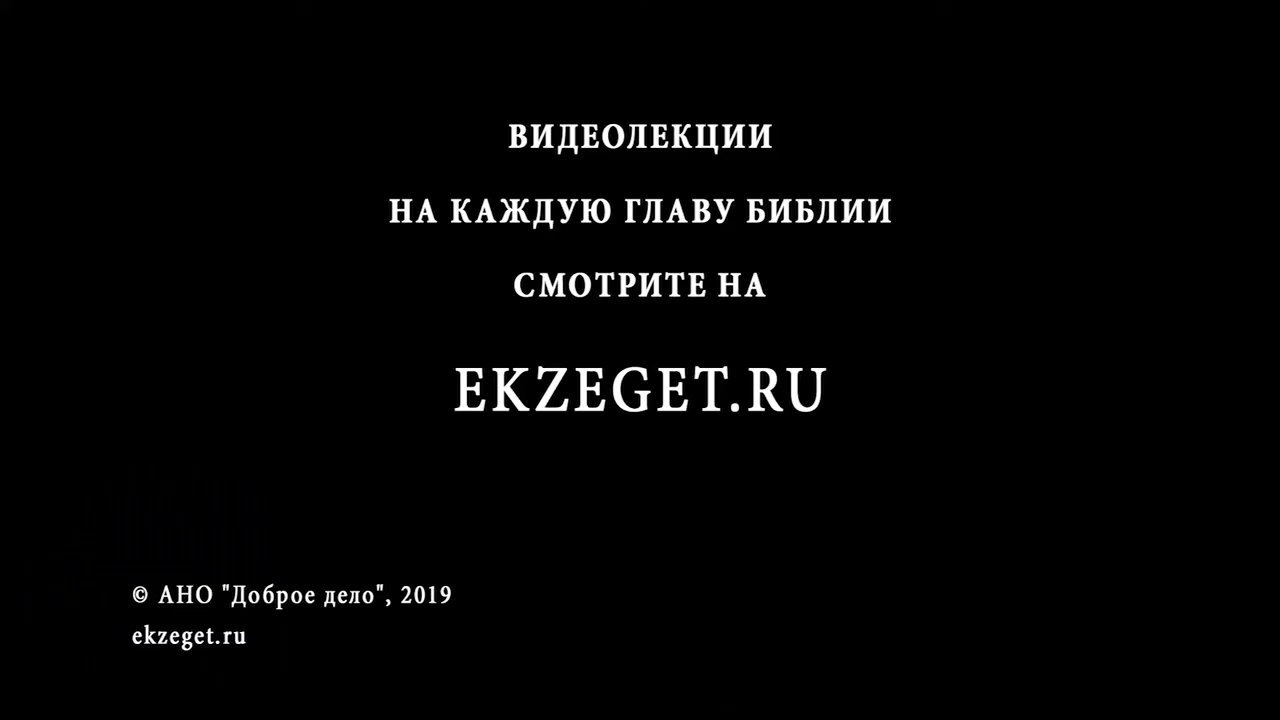 ВИДЕОЛЕКЦИИ
НА КАЖДУЮ ГЛАВУ БИБЛИИ
СМОТРИТЕ НА
EKZEGET.RU
© АНО "Доброе дело", 2019
ekzeget.ru